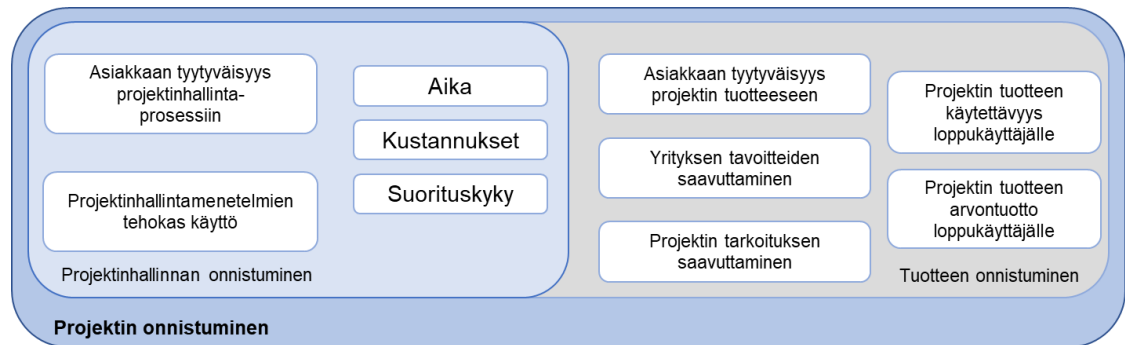 Asiakkaan tyytyväisyys
projektinhallinta-
prosessiin
Projektinhallintamenetelmien
tehokas käyttö
Aika
Kustannukset
Suorituskyky
Projektinhallinnan onnistuminen
Asiakkaan tyytyväisyys
projektin tuotteeseen
Yrityksen tavoitteiden
saavuttaminen
Projektin tarkoituksen
saavuttaminen
Projektin tuotteen
käytettävyys
loppukäyttäjälle
Projektin tuotteen
arvontuotto
loppukäyttäjälle
Tuotteen onnistuminen
Projektin onnistuminen